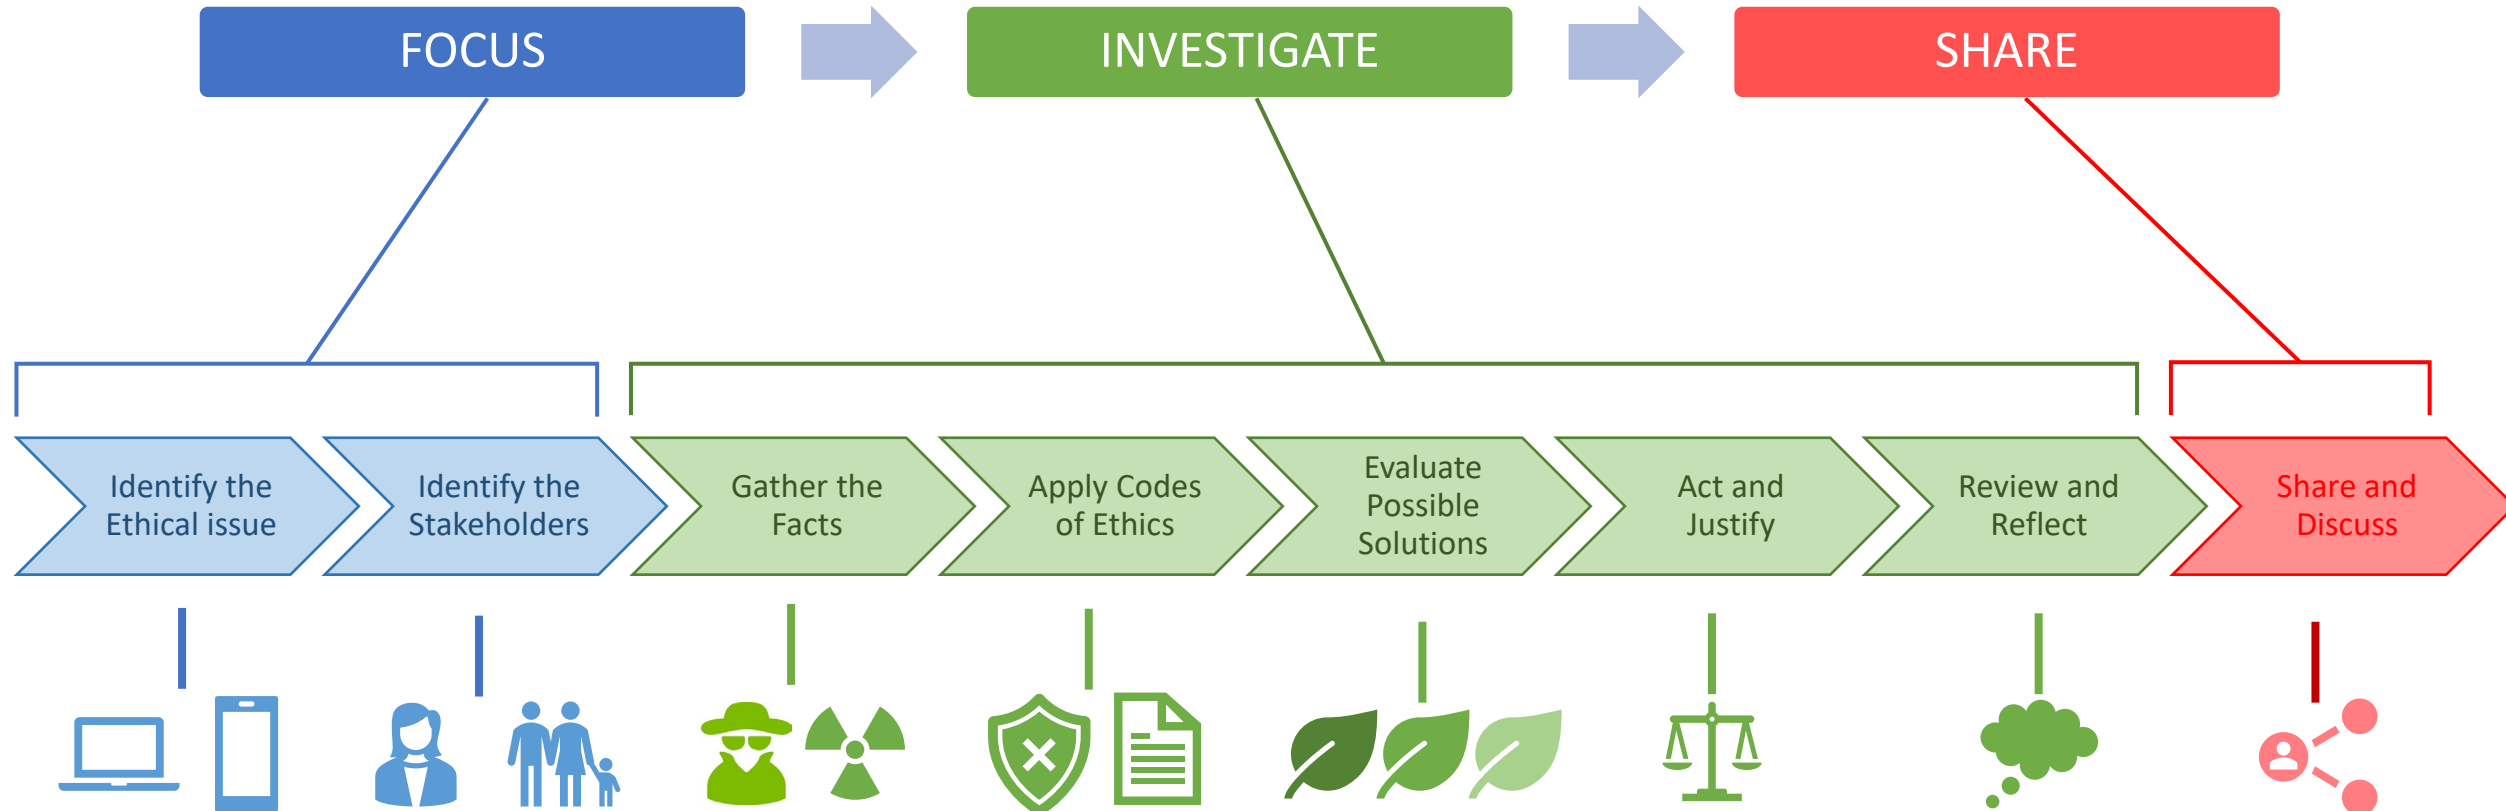 FOCUS
INVESTIGATE
SHARE
Identify the
Ethical issue
Identify the
Stakeholders
Gather the
Facts
Apply Codes
of Ethics
Evaluate
Possible
Solutions
Act and
Justify
Review and
Reflect
Share and
Discuss